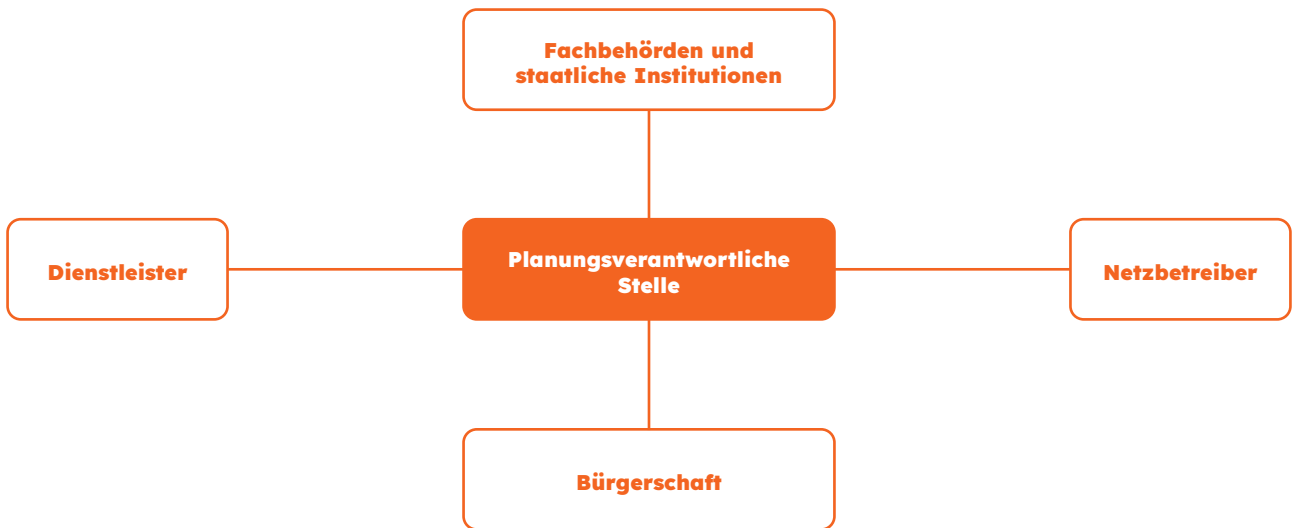 Fachbehörden und
staatliche Institutionen
Dienstleister
Planungsverantwortliche
Stelle
Netzbetreiber
Bürgerschaft